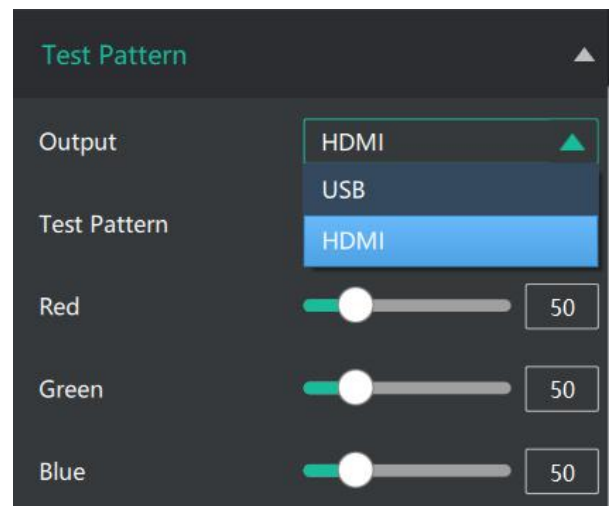 Test Pattern
Output HDMI
USB
Test Pattern
HDMI
Red 50
Green 50
Blue 50